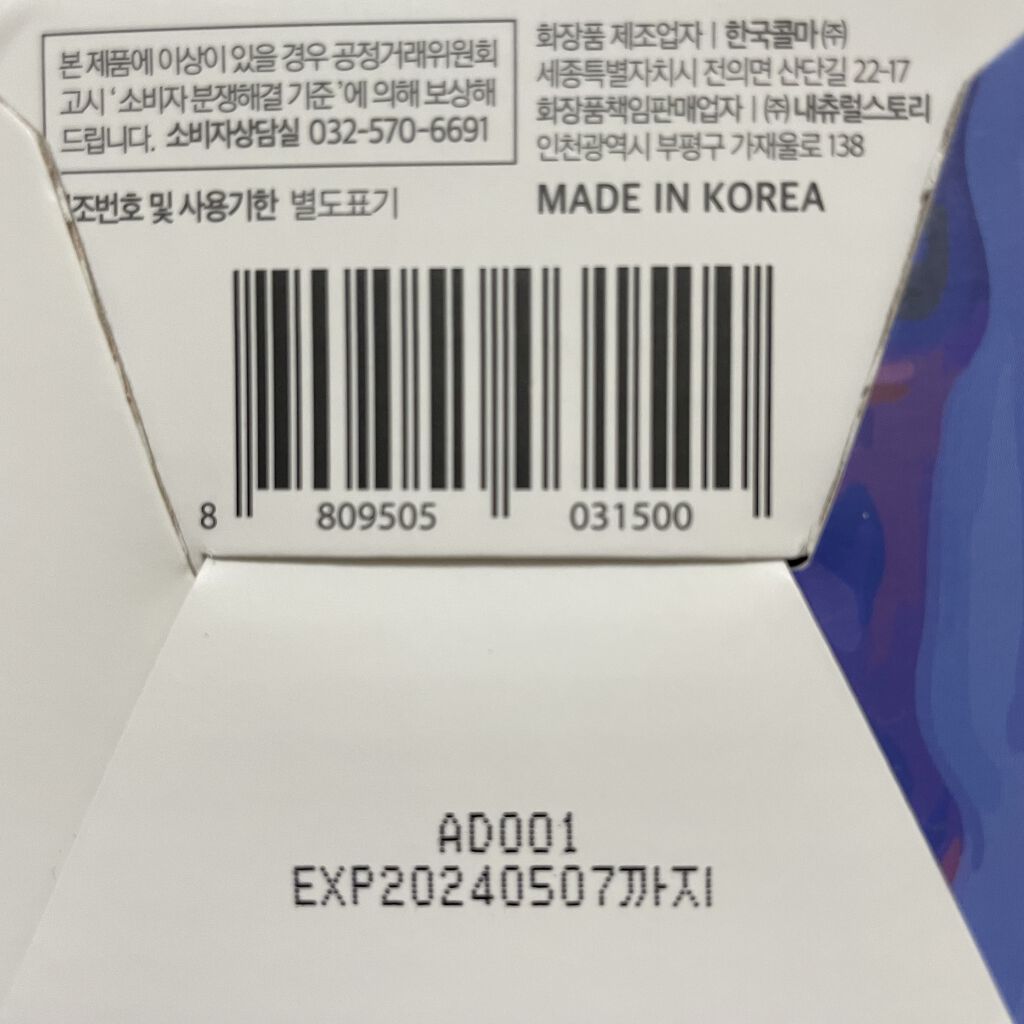 본 제품에 이상이 있을 경우 공정거래위원회
고시 '소비자 분쟁해결 기준'에 의해 보상해
드립니다. 소비자상담실 032-570-6691
조번호 및 사용기한 별도표기
화장품 제조업자 | 한국콜마㈜
세종특별자치시 전의면 산단길 22-17
화장품책임판매업자 | ㈜내츄럴스토리
인천광역시 부평구 가재울로 138
MADE IN KOREA
8 809505 031500
AD001
EXP20240507까지